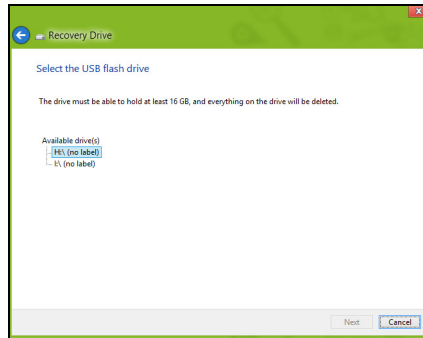 Recovery Drive
Select the USB flash drive
The drive must be able to hold at least 16 GB, and everything on the drive will be deleted.
Available drive(s)
H:\ (no label)
I:\ (no label)
Next
Cancel